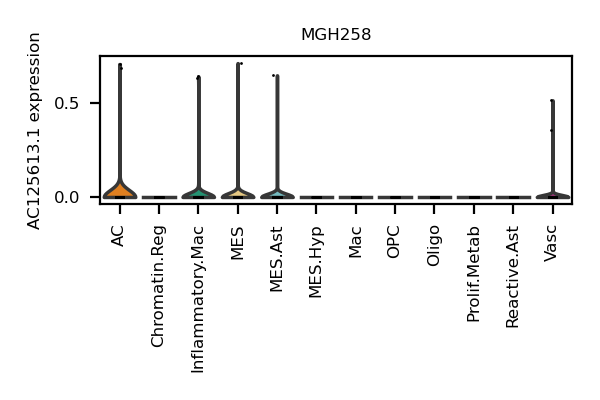 MGH258
AC125613.1 expression
0.5
0.0
AC
Chromatin.Reg
Inflammatory.Mac
MES
MES.Ast
MES.Hyp
Mac
OPC
Oligo
Prolif.Metab
Reactive.Ast
Vasc